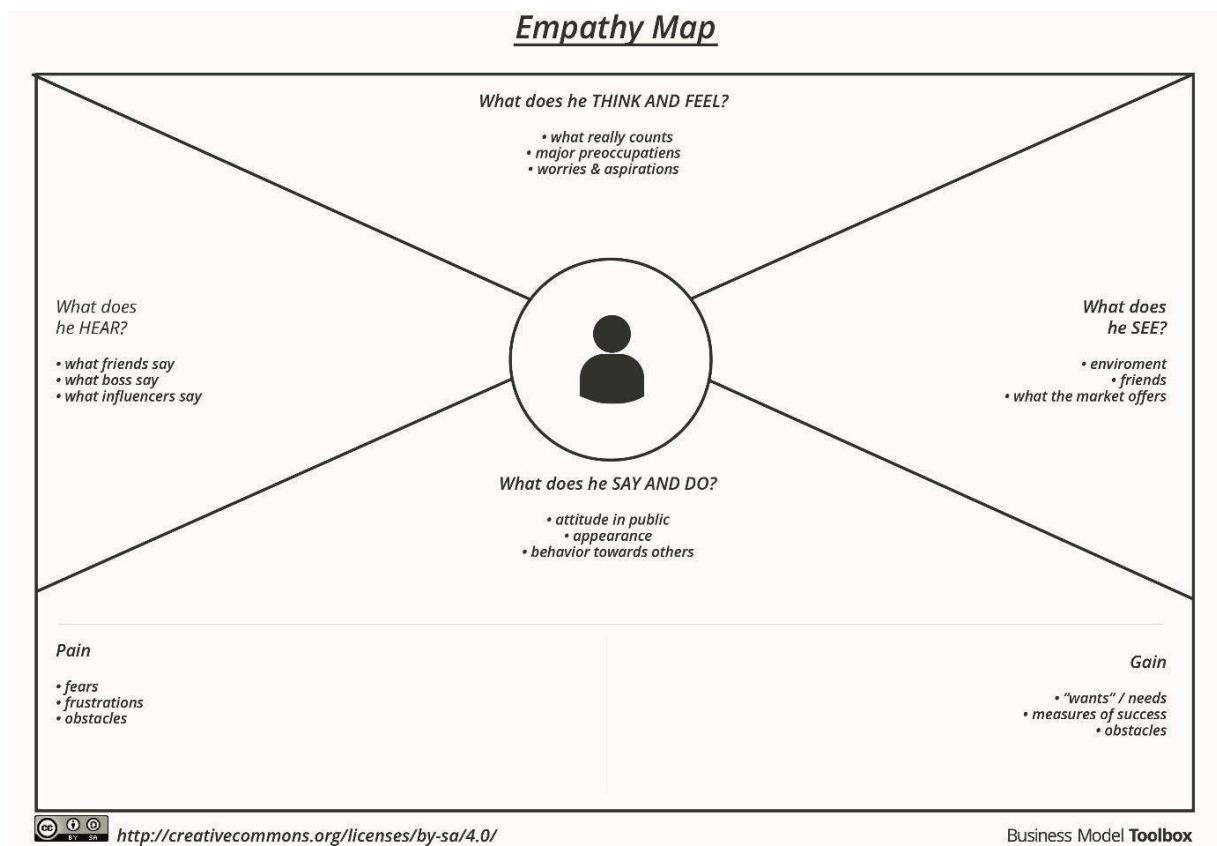 Empathy Map
What does he THINK AND FEEL?
• what really counts
• major preoccupatiens
• worries & aspirations
What does
he HEAR?
• what friends say
• what boss say
• what influencers say
What does
he SEE?
• enviroment
• friends
• what the market offers
What does he SAY AND DO?
• attitude in public
• appearance
• behavior towards others
Pain
• fears
• frustrations
• obstacles
Gain
• “wants“ / needs
• measures of success
• obstacles
cc BY SA
http://creativecommons.org/licenses/by-sa/4.0/
Business Model Toolbox